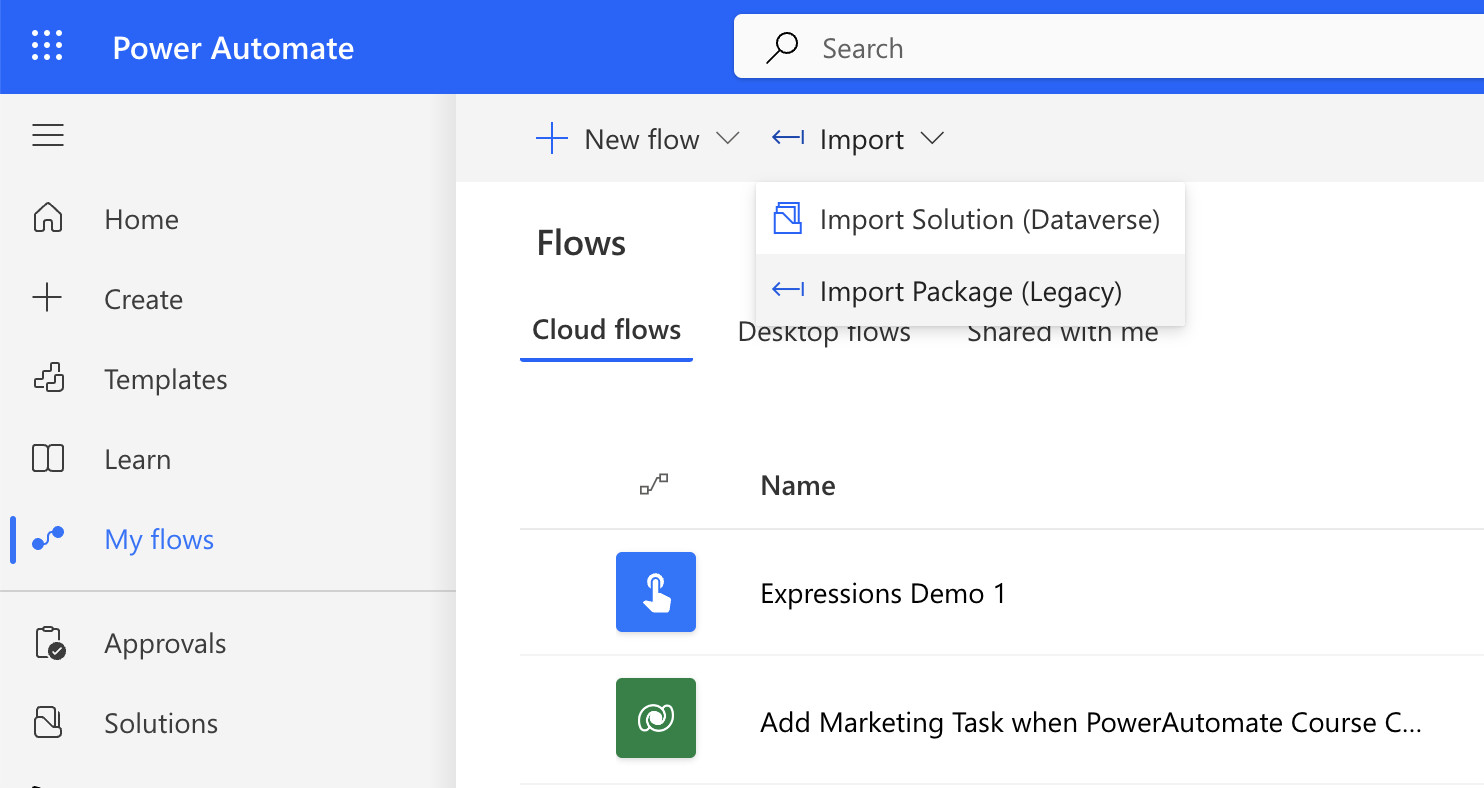 Power Automate
Search
New flow
Import
Import Solution (Dataverse)
Import Package (Legacy)
Home
Create
Templates
Learn
My flows
Approvals
Solutions
Flows
Cloud flows
Desktop flows
Shared with me
Name
Expressions Demo 1
Add Marketing Task when PowerAutomate Course C...